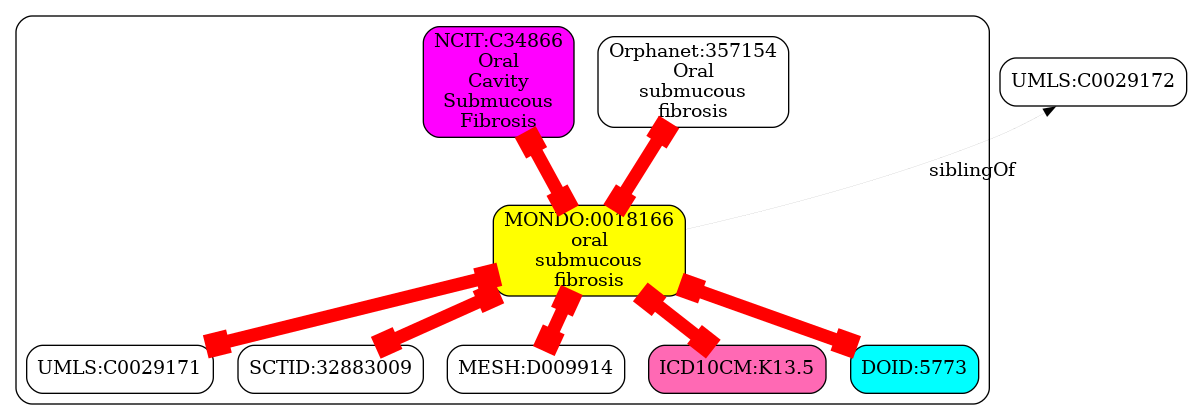 NCIT:C34866
Oral
Cavity
Submucous
Fibrosis
Orphanet:357154
Oral
submucous
fibrosis
UMLS:C0029172
siblingOf
MONDO:0018166
oral
submucous
fibrosis
UMLS:C0029171
SCTID:32883009
MESH:D009914
ICD10CM:K13.5
DOID:5773